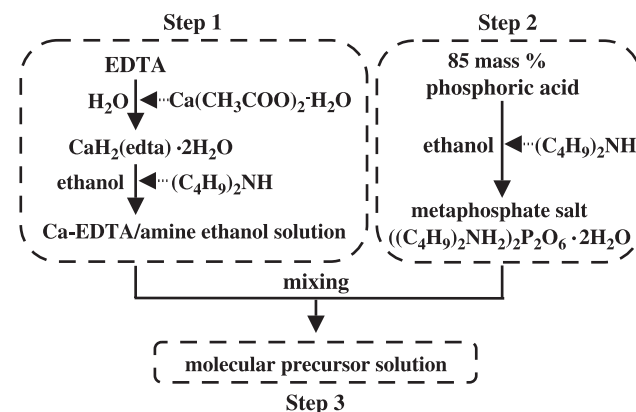 Step 1
EDTA
H₂O
Ca(CH₃COO)₂·H₂O
CaH₂(edta)·2H₂O
ethanol
(C₄H₉)₂NH
Ca-EDTA/amine ethanol solution
Step 2
85 mass %
phosphoric acid
ethanol
(C₄H₉)₂NH
metaphosphate salt
((C₄H₉)₂NH₂)₂P₂O₆·2H₂O
mixing
molecular precursor solution
Step 3